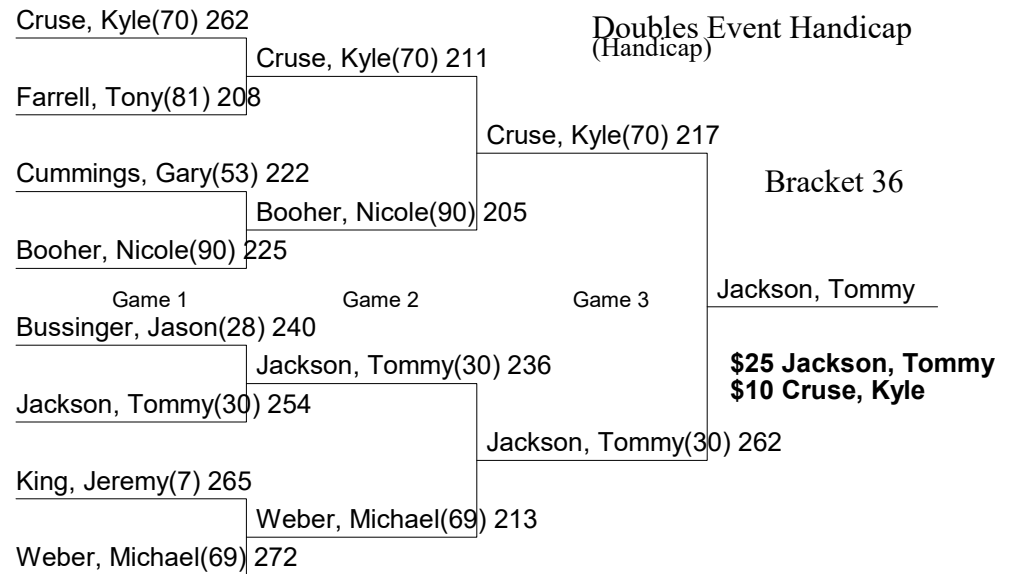 Cruse, Kyle(70) 262
Doubles Event Handicap
(Handicap)
Cruse, Kyle(70) 211
Farrell, Tony(81) 208
Cruse, Kyle(70) 217
Cummings, Gary(53) 222
Bracket 36
Booher, Nicole(90) 205
Booher, Nicole(90) 225
Game 1
Game 2
Game 3
Jackson, Tommy
Bussinger, Jason(28) 240
Jackson, Tommy(30) 236
$25 Jackson, Tommy
$10 Cruse, Kyle
Jackson, Tommy(30) 254
Jackson, Tommy(30) 262
King, Jeremy(7) 265
Weber, Michael(69) 213
Weber, Michael(69) 272